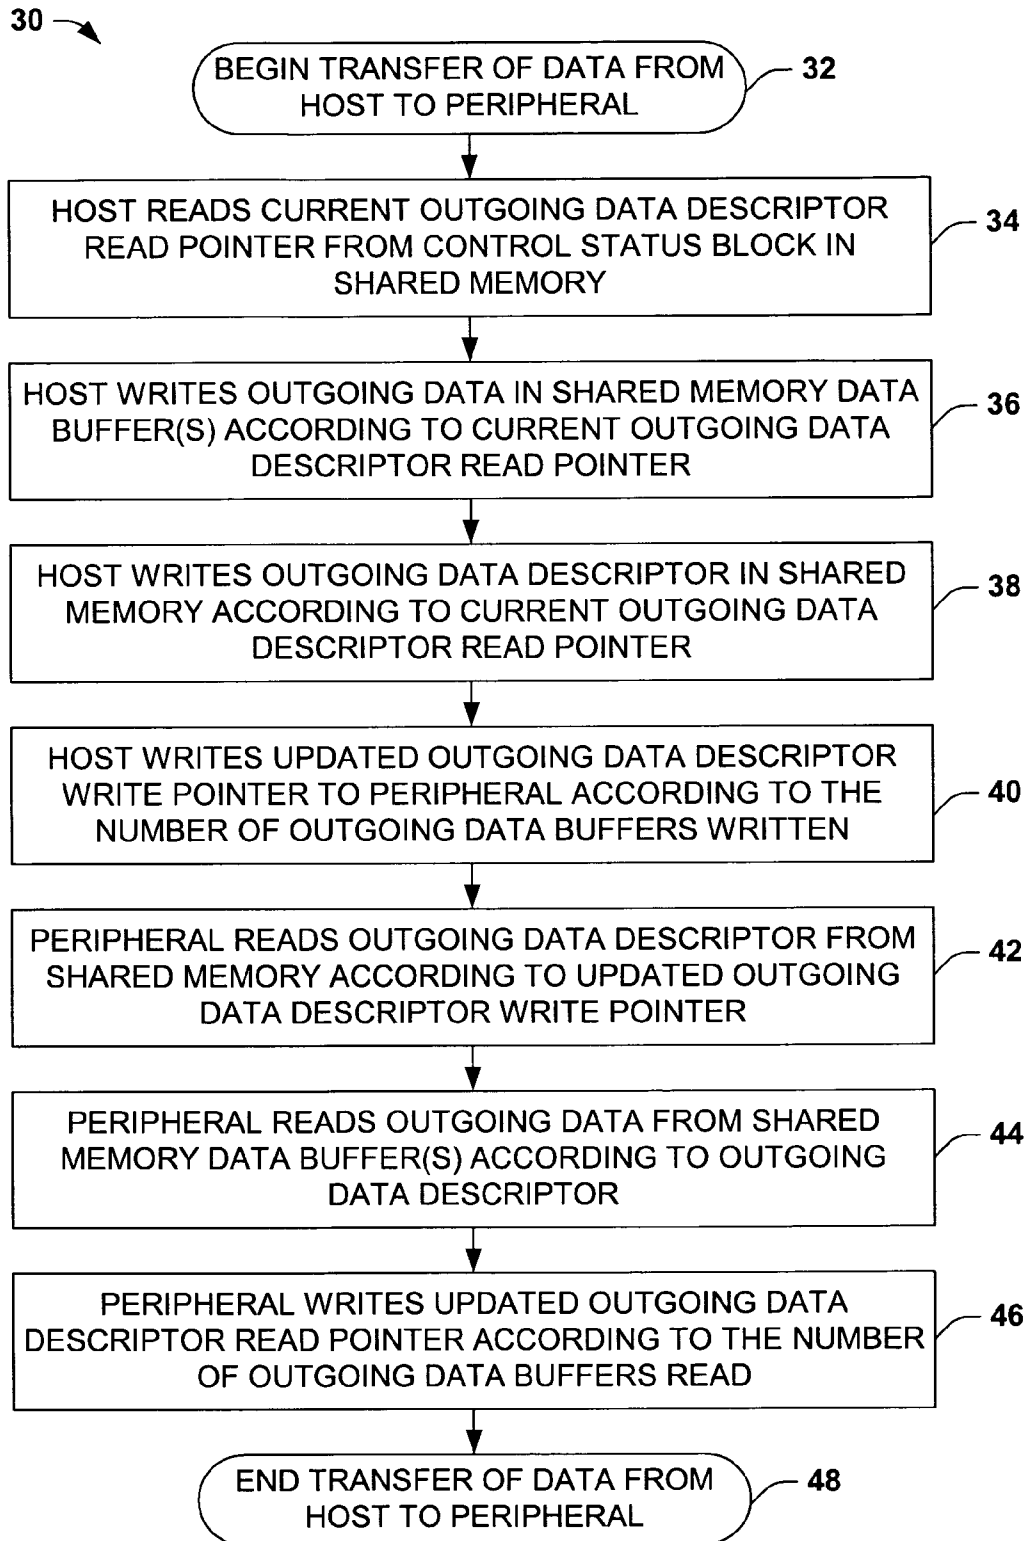 30
BEGIN TRANSFER OF DATA FROM
HOST TO PERIPHERAL
32
HOST READS CURRENT OUTGOING DATA DESCRIPTOR
READ POINTER FROM CONTROL STATUS BLOCK IN
SHARED MEMORY
34
HOST WRITES OUTGOING DATA IN SHARED MEMORY DATA
BUFFER(S) ACCORDING TO CURRENT OUTGOING DATA
DESCRIPTOR READ POINTER
36
HOST WRITES OUTGOING DATA DESCRIPTOR IN SHARED
MEMORY ACCORDING TO CURRENT OUTGOING DATA
DESCRIPTOR READ POINTER
38
HOST WRITES UPDATED OUTGOING DATA DESCRIPTOR
WRITE POINTER TO PERIPHERAL ACCORDING TO THE
NUMBER OF OUTGOING DATA BUFFERS WRITTEN
40
PERIPHERAL READS OUTGOING DATA DESCRIPTOR FROM
SHARED MEMORY ACCORDING TO UPDATED OUTGOING
DATA DESCRIPTOR WRITE POINTER
42
PERIPHERAL READS OUTGOING DATA FROM SHARED
MEMORY DATA BUFFER(S) ACCORDING TO OUTGOING
DATA DESCRIPTOR
44
PERIPHERAL WRITES UPDATED OUTGOING DATA
DESCRIPTOR READ POINTER ACCORDING TO THE NUMBER
OF OUTGOING DATA BUFFERS READ
46
END TRANSFER OF DATA FROM
HOST TO PERIPHERAL
48